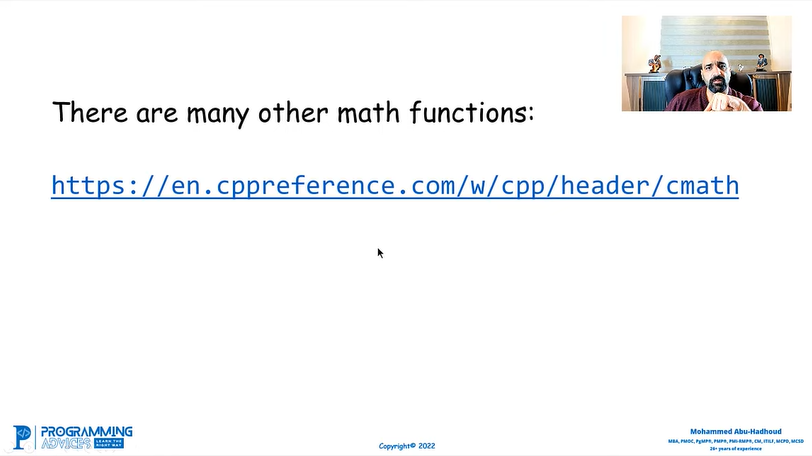 There are many other math functions:
https://en.cppreference.com/w/cpp/header/cmath
PROGRAMMING
ADVICES LEARN THE RIGHT WAY
Copyright© 2022
Mohammed Abu-Hadhoud
MBA, PMOC, PgMP®, PMP®, PMI-RMP®, CM, ITILF, MCPD, MCSD
26+ years of experience